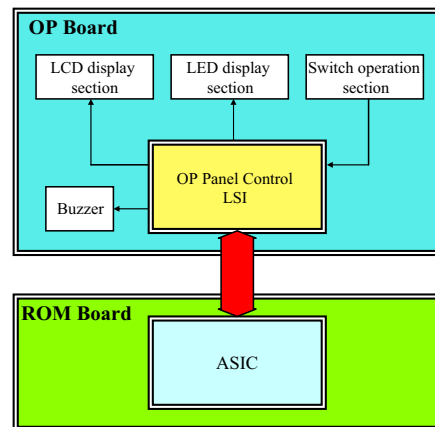 OP Board
LCD display
section
LED display
section
Switch operation
section
OP Panel Control
LSI
Buzzer
ROM Board
ASIC